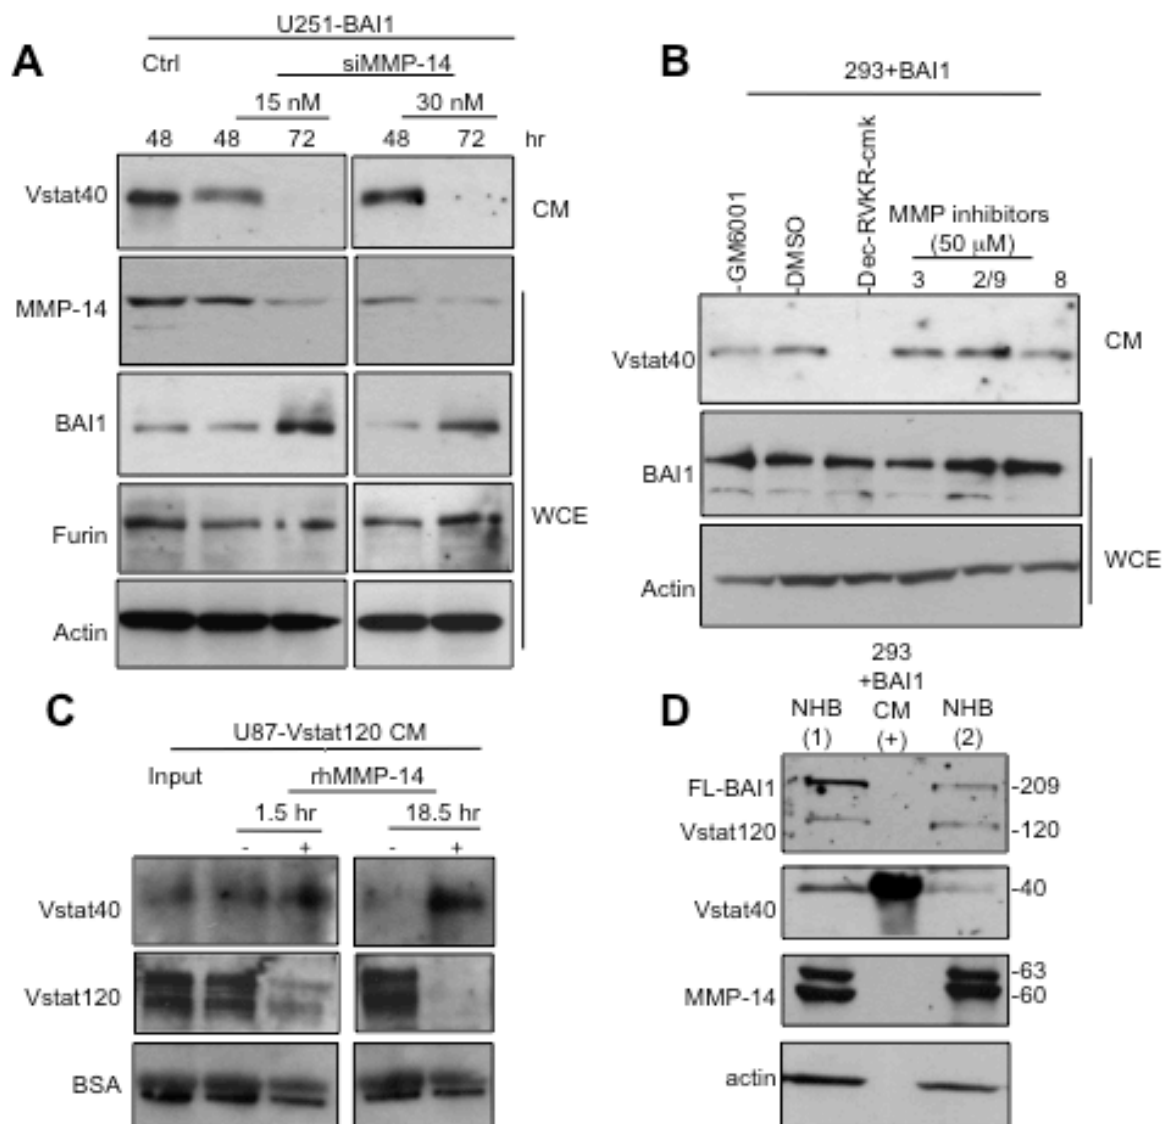 A
U251-BAI1
Ctrl
siMMP-14
15 nM
30 nM
48 48 72 48 72 hr
Vstat40
CM
MMP-14
BAI1
Furin
WCE
Actin
B
293+BAI1
-GM6001
-DMSO
-Dec-RVKR-cmk
MMP inhibitors
(50 µM)
3 2/9 8
Vstat40
CM
BAI1
WCE
Actin
C
U87-Vstat120 CM
Input
rhMMP-14
1.5 hr
18.5 hr
- + - +
Vstat40
Vstat120
BSA
D
NHB
(1)
293
+BAI1
CM
(+)
NHB
(2)
FL-BAI1
-209
Vstat120
-120
Vstat40
-40
MMP-14
-63
-60
actin